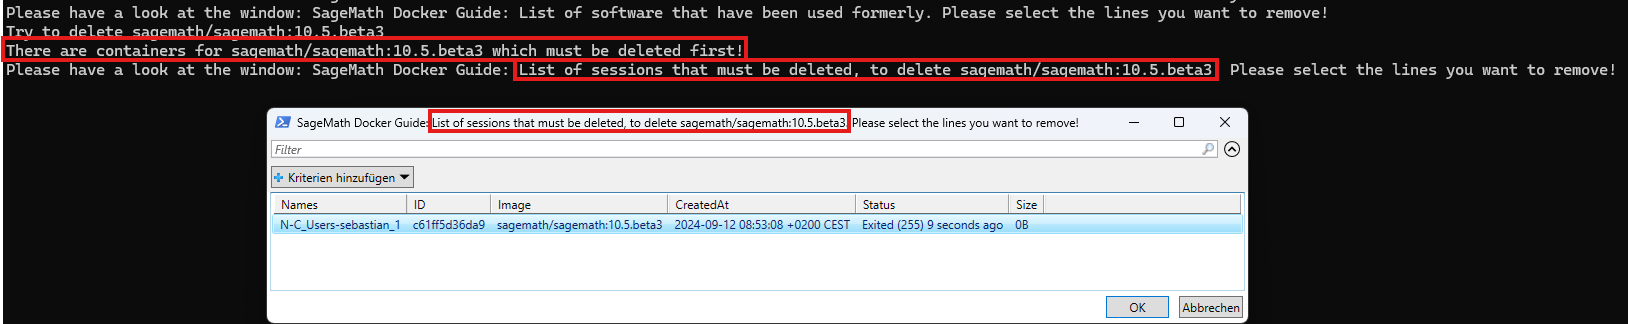 Please have a look at the window: SageMath Docker Guide: List of software that have been used formerly. Please select the lines you want to remove!
Try to delete sagemath/sagemath:10.5.beta3
There are containers for sagemath/sagemath:10.5.beta3 which must be deleted first!
Please have a look at the window: SageMath Docker Guide: List of sessions that must be deleted, to delete sagemath/sagemath:10.5.beta3. Please select the lines you want to remove!
SageMath Docker Guide: List of sessions that must be deleted, to delete sagemath/sagemath:10.5.beta3. Please select the lines you want to remove!
Filter
Kriterien hinzufügen
Names ID Image CreatedAt Status Size
N-C_Users-sebastian_1 c61ff5d36da9 sagemath/sagemath:10.5.beta3 2024-09-12 08:53:08 +0200 CEST Exited (255) 9 seconds ago 0B
OK Abbrechen